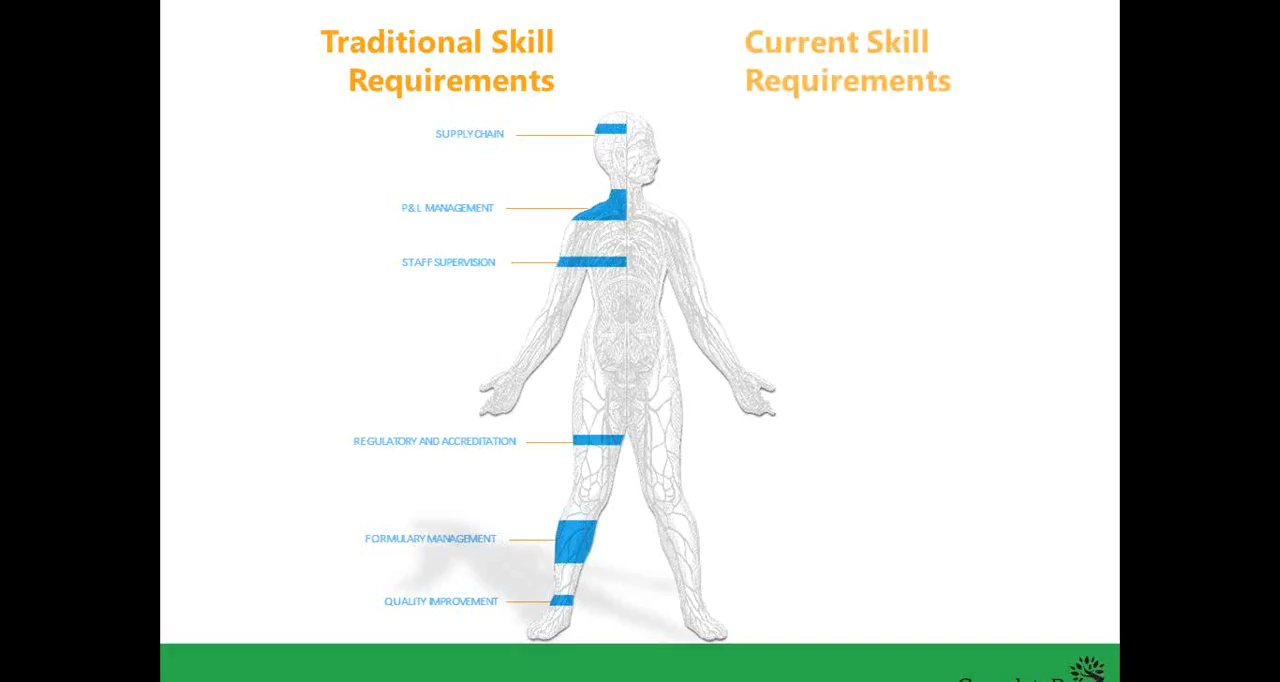 Traditional Skill
Requirements
Current Skill
Requirements
SUPPLY CHAIN
P&L MANAGEMENT
STAFF SUPERVISION
REGULATORY AND ACCREDITATION
FORMULARY MANAGEMENT
QUALITY IMPROVEMENT